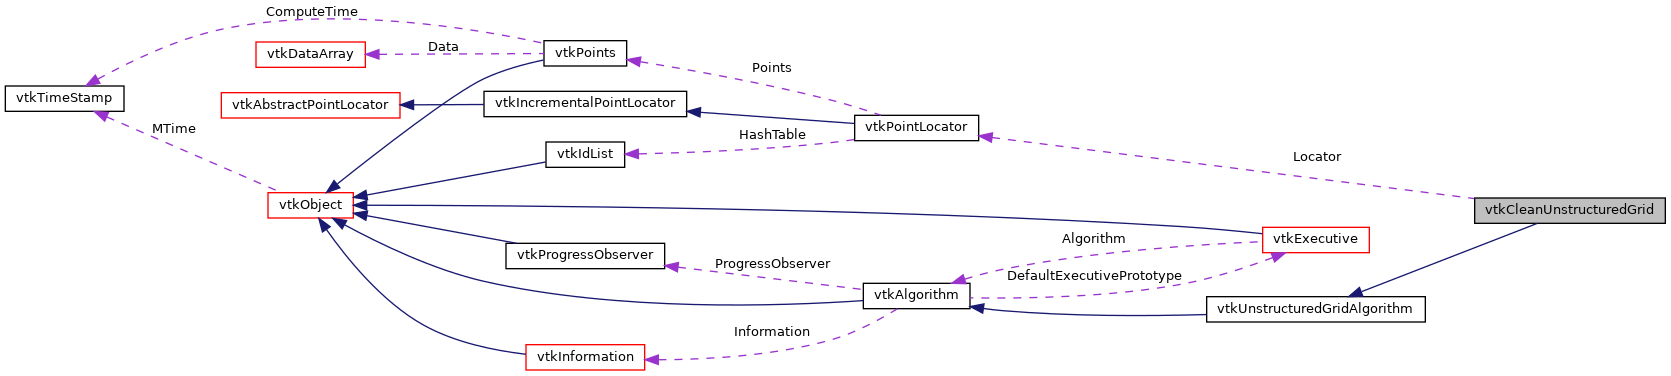 ComputeTime
vtkDataArray
Data
vtkPoints
Points
vtkTimeStamp
vtkAbstractPointLocator
vtkIncrementalPointLocator
MTime
HashTable
vtkPointLocator
vtkIdList
Locator
vtkObject
vtkCleanUnstructuredGrid
Algorithm
vtkExecutive
vtkProgressObserver
ProgressObserver
DefaultExecutivePrototype
vtkAlgorithm
vtkUnstructuredGridAlgorithm
Information
vtkInformation